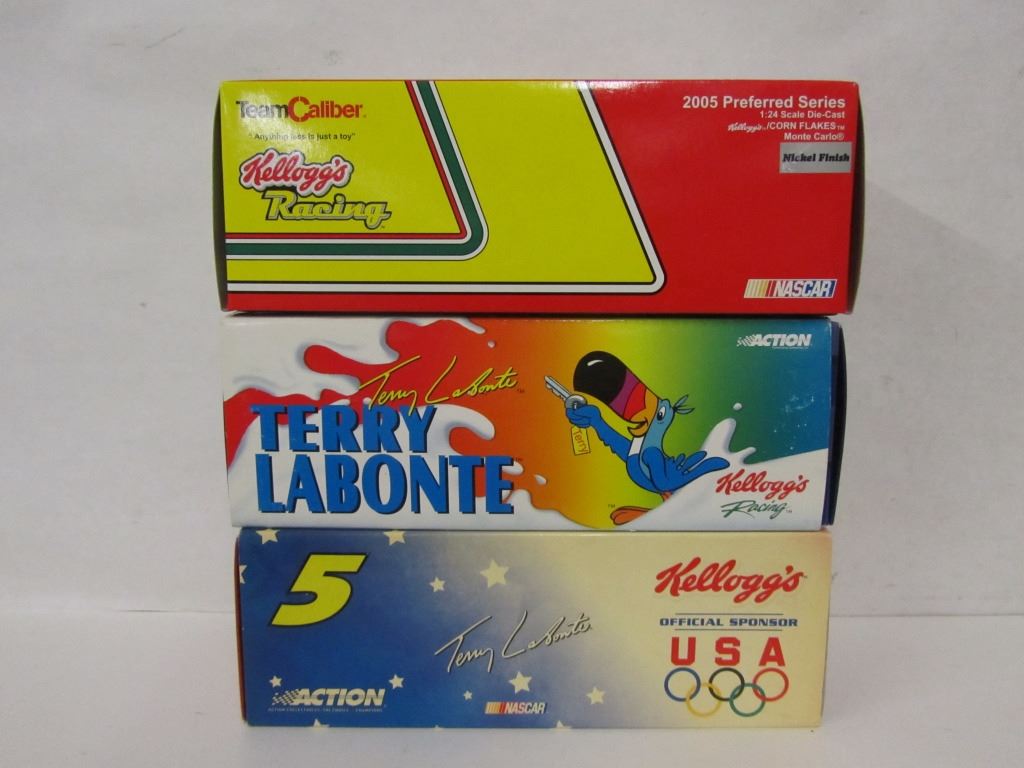 TeamCaliber
"Anything less is just a toy"
Kellogg's
Racing
2005 Preferred Series
1:24 Scale Die-Cast
Kellogg's®/CORN FLAKES™
Monte Carlo®
Nickel Finish
NASCAR
Terry Labonte
TERRY
LABONTE
Terry
ACTION
Kellogg's
Racing
5
Terry Labonte
ACTION
NASCAR
Kellogg's
OFFICIAL SPONSOR
USA